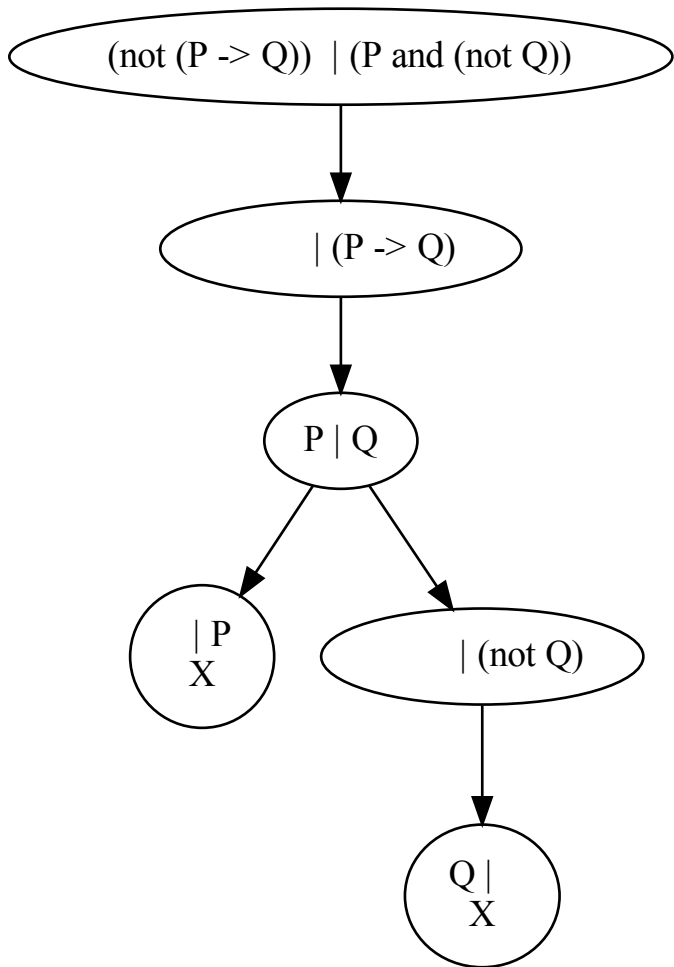 (not (P -> Q)) | (P and (not Q))
| (P -> Q)
P | Q
| P
X
| (not Q)
Q |
X